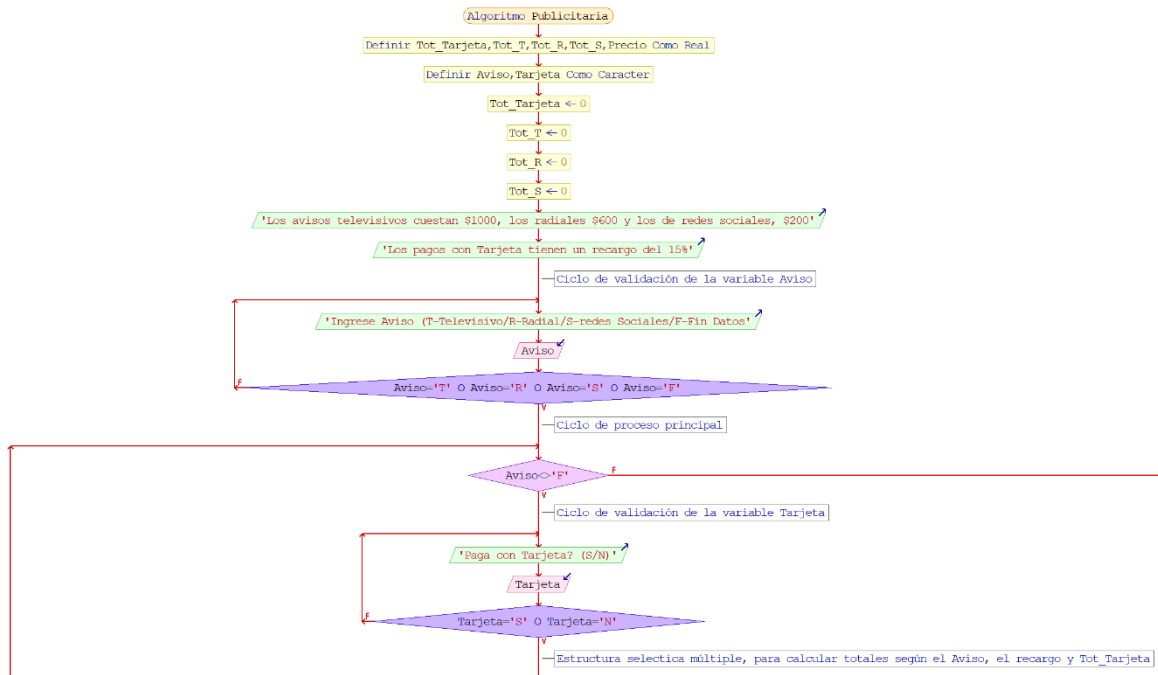 Algoritmo Publicitaria
Definir Tot_Tarjeta,Tot_T,Tot_R,Tot_S,Precio Como Real
Definir Aviso,Tarjeta Como Caracter
Tot_Tarjeta ← 0
Tot_T ← 0
Tot_R ← 0
Tot_S ← 0
'Los avisos televisivos cuestan $1000, los radiales $600 y los de redes sociales, $200'
'Los pagos con Tarjeta tienen un recargo del 15%'
Ciclo de validación de la variable Aviso
'Ingrese Aviso (T-Televisivo/R-Radial/S-redes Sociales/F-Fin Datos'
Aviso
F
Aviso='T' O Aviso='R' O Aviso='S' O Aviso='F'
V
Ciclo de proceso principal
Aviso<>'F'
F
V
Ciclo de validación de la variable Tarjeta
'Paga con Tarjeta? (S/N)'
Tarjeta
F
Tarjeta='S' O Tarjeta='N'
V
Estructura selectica múltiple, para calcular totales según el Aviso, el recargo y Tot_Tarjeta